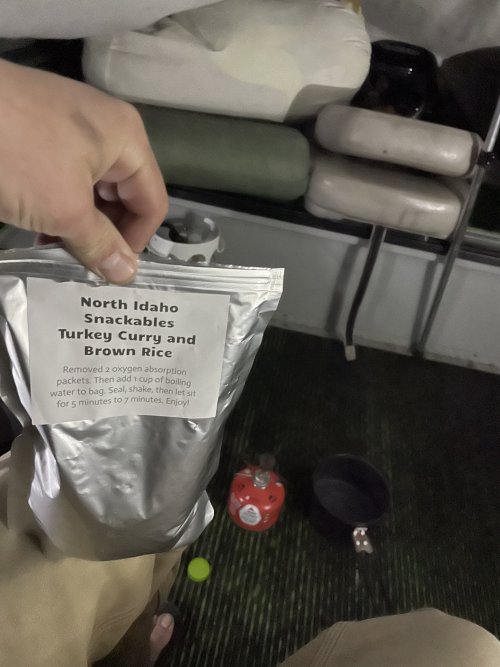 North Idaho
Snackables
Turkey Curry and
Brown Rice
Removed 2 oxygen absorption
packets. Then add 1 cup of boiling
water to bag. Seal, shake, then let sit
for 5 minutes to 7 minutes. Enjoy!